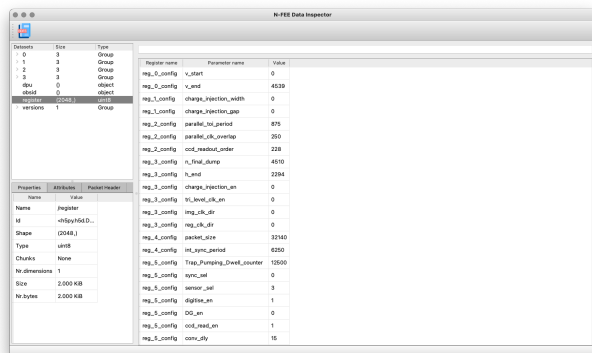 N-FEE Data Inspector
Datasets Size Type
0 3 Group
1 3 Group
2 3 Group
3 3 Group
dpu () object
obsid () object
register (2048,) uint8
versions 1 Group
Properties Attributes Packet Header
Name Value
Name /register
Id <h5py.h5d.D...
Shape (2048,)
Type uint8
Chunks None
Nr.dimensions 1
Size 2.000 KiB
Nr.bytes 2.000 KiB
Register name Parameter name Value
reg_0_config v_start 0
reg_0_config v_end 4539
reg_1_config charge_injection_width 0
reg_1_config charge_injection_gap 0
reg_2_config parallel_toi_period 875
reg_2_config parallel_clk_overlap 250
reg_2_config ccd_readout_order 228
reg_3_config n_final_dump 4510
reg_3_config h_end 2294
reg_3_config charge_injection_en 0
reg_3_config tri_level_clk_en 0
reg_3_config img_clk_dir 0
reg_3_config reg_clk_dir 0
reg_4_config packet_size 32140
reg_4_config int_sync_period 6250
reg_5_config Trap_Pumping_Dwell_counter 12500
reg_5_config sync_sel 0
reg_5_config sensor_sel 3
reg_5_config digitise_en 1
reg_5_config DG_en 0
reg_5_config ccd_read_en 1
reg_5_config conv_dly 15